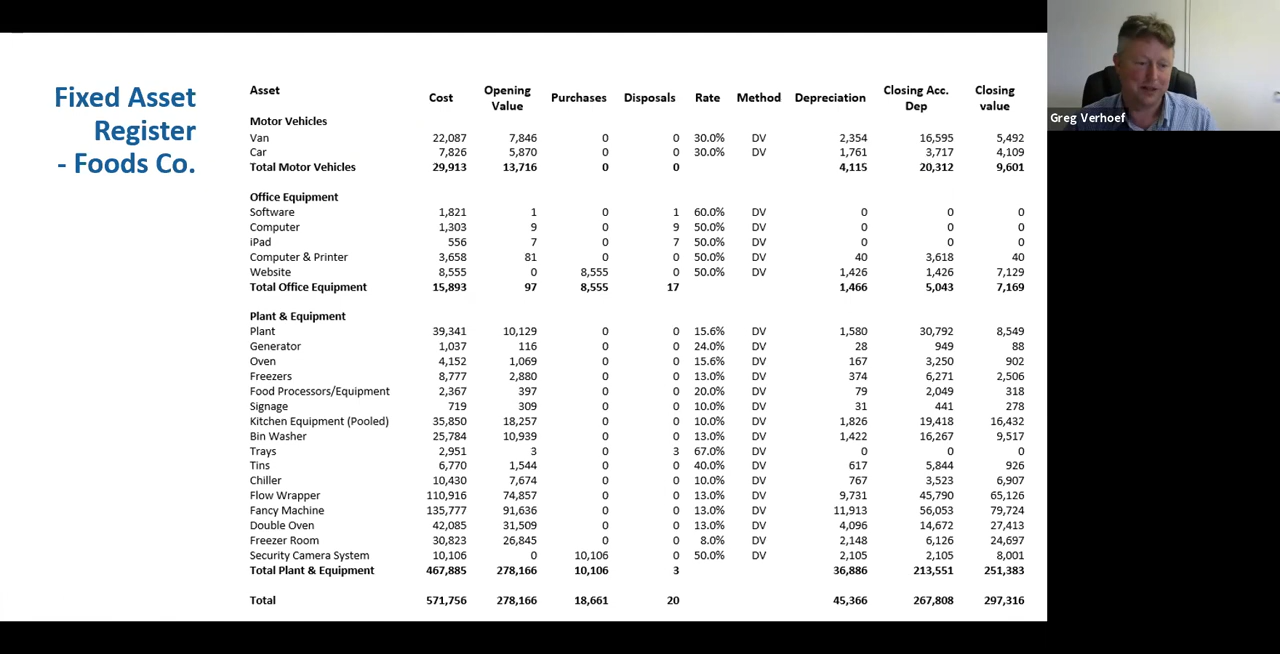 Fixed Asset
Register
- Foods Co.
Asset Cost Opening Value Purchases Disposals Rate Method Depreciation Closing Acc. Dep Closing value
Motor Vehicles
Van 22,087 7,846 0 0 30.0% DV 2,354 16,595 5,492
Car 7,826 5,870 0 0 30.0% DV 1,761 3,717 4,109
Total Motor Vehicles 29,913 13,716 0 0 4,115 20,312 9,601
Office Equipment
Software 1,821 1 0 1 60.0% DV 0 0 0
Computer 1,303 9 0 9 50.0% DV 0 0 0
iPad 556 7 0 7 50.0% DV 0 0 0
Computer & Printer 3,658 81 0 0 50.0% DV 40 3,618 40
Website 8,555 0 8,555 0 50.0% DV 1,426 1,426 7,129
Total Office Equipment 15,893 97 8,555 17 1,466 5,043 7,169
Plant & Equipment
Plant 39,341 10,129 0 0 15.6% DV 1,580 30,792 8,549
Generator 1,037 116 0 0 24.0% DV 28 949 88
Oven 4,152 1,069 0 0 15.6% DV 167 3,250 902
Freezers 8,777 2,880 0 0 13.0% DV 374 6,271 2,506
Food Processors/Equipment 2,367 397 0 0 20.0% DV 79 2,049 318
Signage 719 309 0 0 10.0% DV 31 441 278
Kitchen Equipment (Pooled) 35,850 18,257 0 0 10.0% DV 1,826 19,418 16,432
Bin Washer 25,784 10,939 0 0 13.0% DV 1,422 16,267 9,517
Trays 2,951 3 0 3 67.0% DV 0 0 0
Tins 6,770 1,544 0 0 40.0% DV 617 5,844 926
Chiller 10,430 7,674 0 0 10.0% DV 767 3,523 6,907
Flow Wrapper 110,916 74,857 0 0 13.0% DV 9,731 45,790 65,126
Fancy Machine 135,777 91,636 0 0 13.0% DV 11,913 56,053 79,724
Double Oven 42,085 31,509 0 0 13.0% DV 4,096 14,672 27,413
Freezer Room 30,823 26,845 0 0 8.0% DV 2,148 6,126 24,697
Security Camera System 10,106 0 10,106 0 50.0% DV 2,105 2,105 8,001
Total Plant & Equipment 467,885 278,166 10,106 3 36,886 213,551 251,383
Total 571,756 278,166 18,661 20 45,366 267,808 297,316
Greg Verhoef